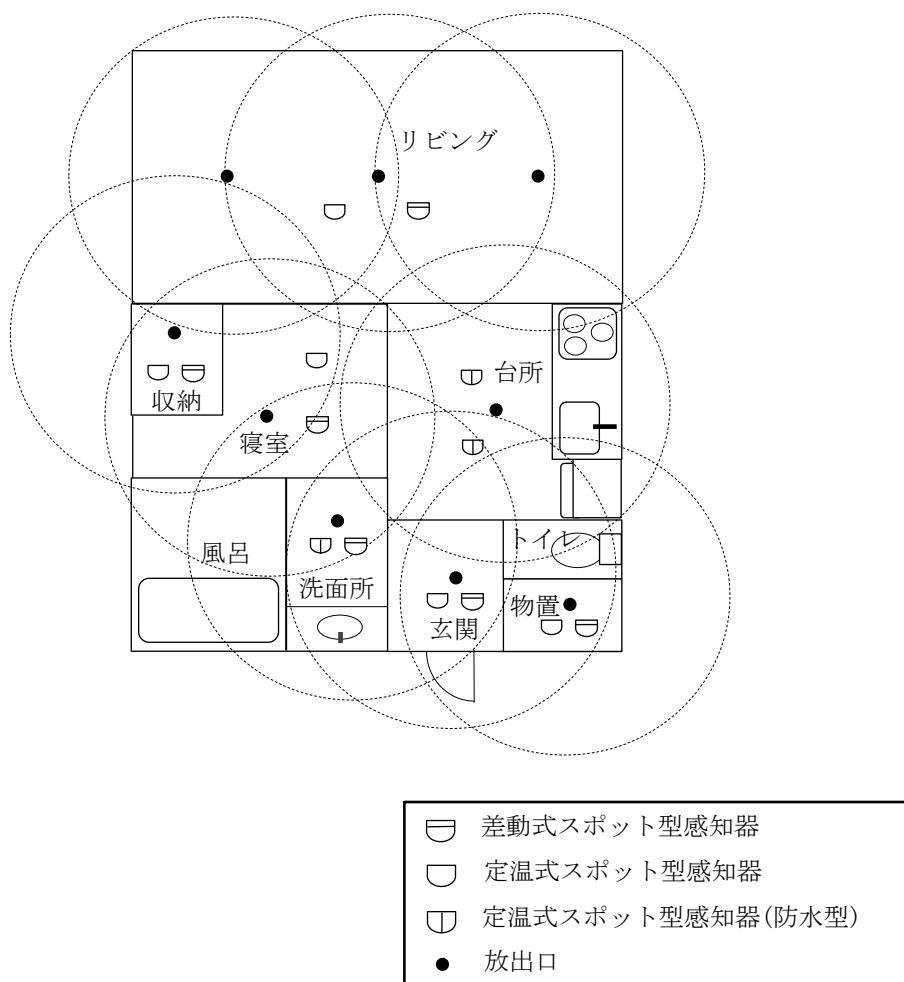 リビング
台所
収納
寝室
トイレ
風呂
洗面所
物置
玄関
差動式スポット型感知器
定温式スポット型感知器
定温式スポット型感知器(防水型)
放出口